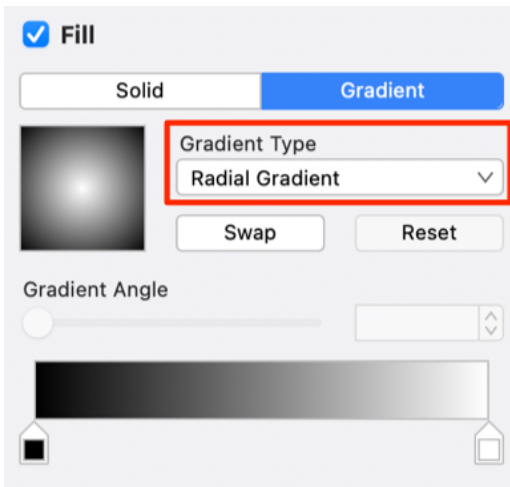 Fill
Solid
Gradient
Gradient Type
Radial Gradient
Swap
Reset
Gradient Angle